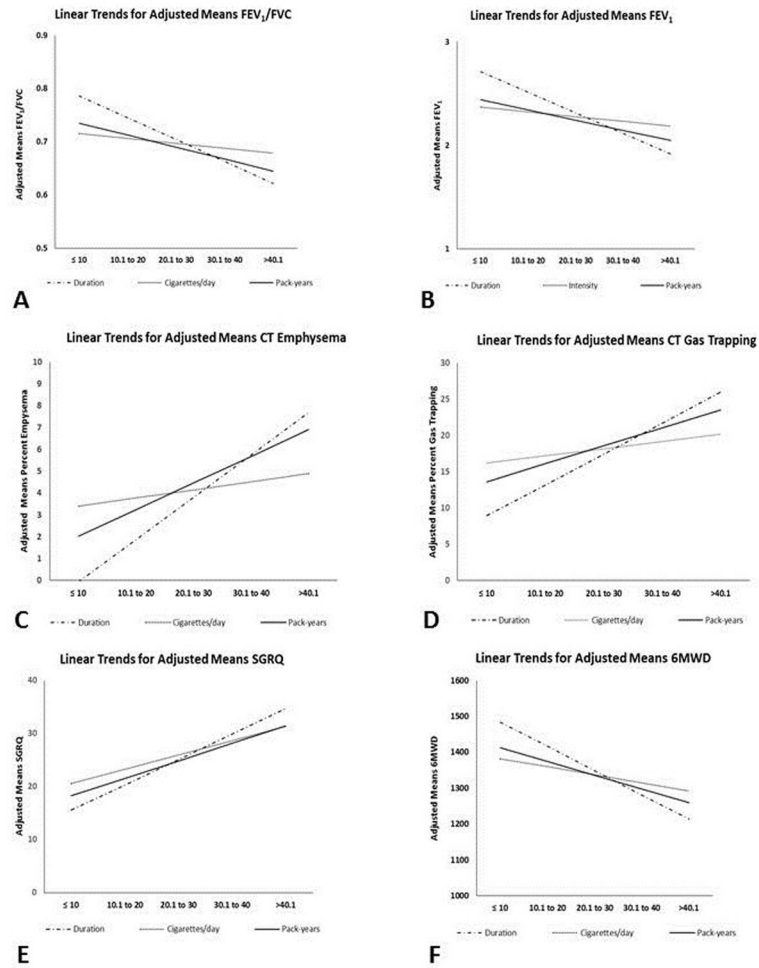 Linear Trends for Adjusted Means FEV1/FVC
Adjusted Means FEV1/FVC
0.9
0.8
0.7
0.6
0.5
≤ 10 10.1 to 20 20.1 to 30 30.1 to 40 >40.1
Duration Cigarettes/day Pack-years
A
Linear Trends for Adjusted Means FEV1
Adjusted Means FEV1
3
2
1
≤ 10 10.1 to 20 20.1 to 30 30.1 to 40 >40.1
Duration Intensity Pack-years
B
Linear Trends for Adjusted Means CT Emphysema
Adjusted Means Percent Empysema
10
9
8
7
6
5
4
3
2
1
0
≤ 10 10.1 to 20 20.1 to 30 30.1 to 40 >40.1
Duration Cigarettes/day Pack-years
C
Linear Trends for Adjusted Means CT Gas Trapping
Adjusted Means Percent Gas Trapping
30
25
20
15
10
5
0
≤ 10 10.1 to 20 20.1 to 30 30.1 to 40 >40.1
Duration Cigarettes/day Pack-years
D
Linear Trends for Adjusted Means SGRQ
Adjusted Means SGRQ
40
30
20
10
0
≤ 10 10.1 to 20 20.1 to 30 30.1 to 40 >40.1
Duration Cigarettes/day Pack-years
E
Linear Trends for Adjusted Means 6MWD
Adjusted Means 6MWD
1600
1500
1400
1300
1200
1100
1000
≤ 10 10.1 to 20 20.1 to 30 30.1 to 40 >40.1
Duration Cigarettes/day Pack-years
F